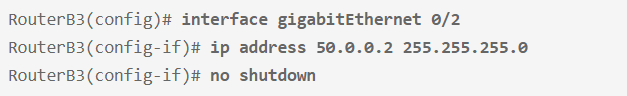 RouterB3(config)# interface gigabitEthernet 0/2
RouterB3(config-if)# ip address 50.0.0.2 255.255.255.0
RouterB3(config-if)# no shutdown